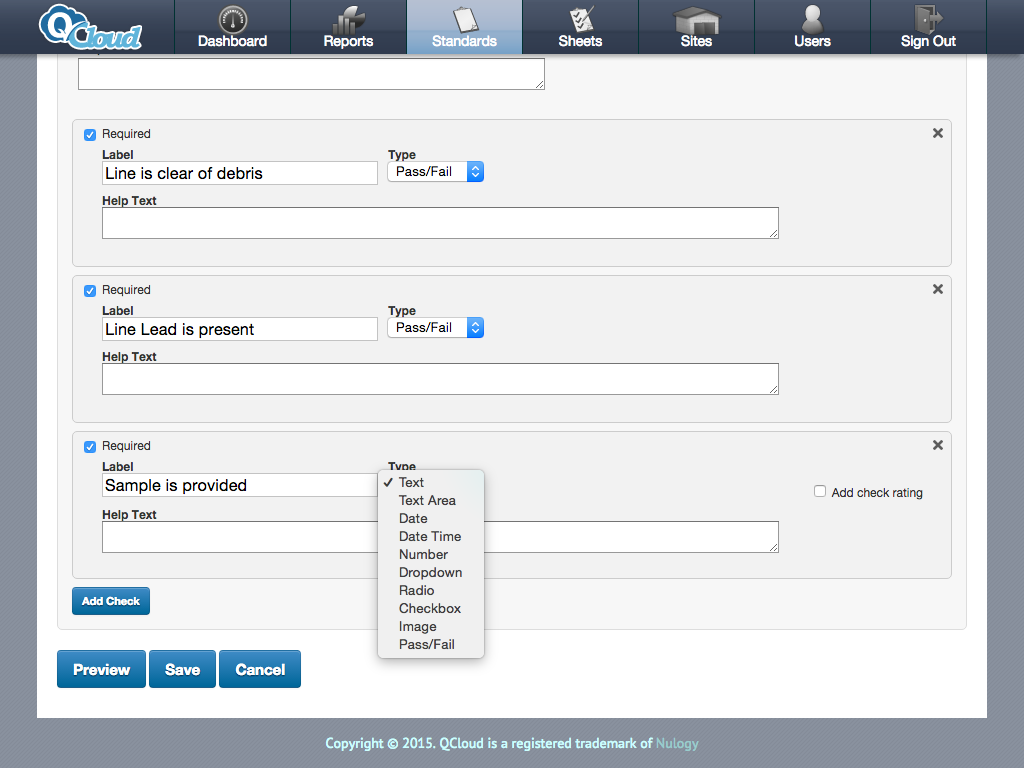 QCloud
Dashboard
Reports
Standards
Sheets
Sites
Users
Sign Out
Required
Label
Type
Line is clear of debris
Pass/Fail
Help Text
Required
Label
Type
Line Lead is present
Pass/Fail
Help Text
Required
Label
Type
Sample is provided
Add check rating
Help Text
✓ Text
Text Area
Date
Date Time
Number
Dropdown
Radio
Checkbox
Image
Pass/Fail
Add Check
Preview
Save
Cancel
Copyright © 2015. QCloud is a registered trademark of Nulogy